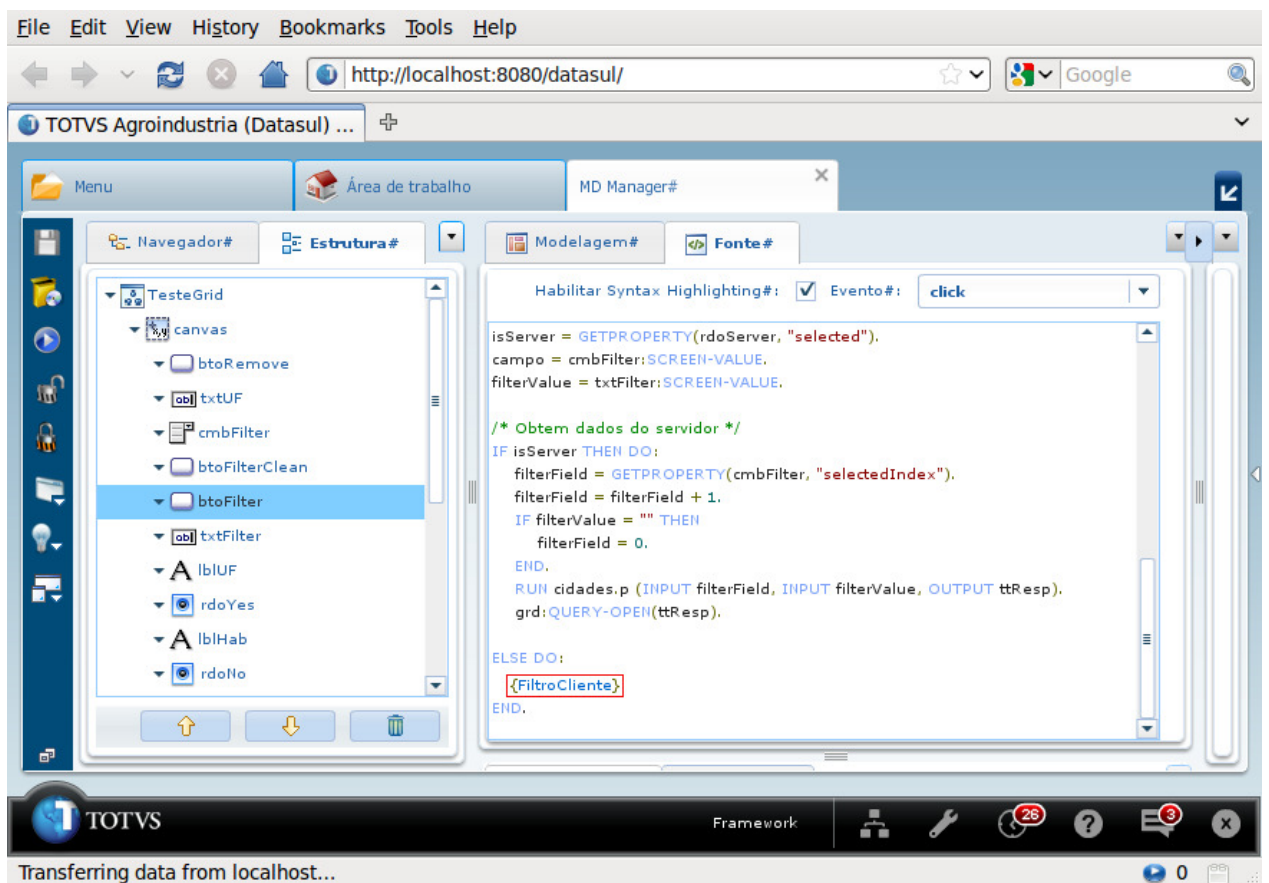 File Edit View History Bookmarks Tools Help
http://localhost:8080/datasul/
Google
TOTVS Agroindustria (Datasul) ...
Menu
Área de trabalho
MD Manager#
Navegador#
Estrutura#
Modelagem#
Fonte#
Habilitar Syntax Highlighting#:
Evento#:
click
TesteGrid
canvas
btoRemove
txtUF
cmbFilter
btoFilterClean
btoFilter
txtFilter
lblUF
rdoYes
lblHab
rdoNo
isServer = GETPROPERTY(rdoServer, "selected").
campo = cmbFilter:SCREEN-VALUE.
filterValue = txtFilter:SCREEN-VALUE.
/* Obtem dados do servidor */
IF isServer THEN DO:
filterField = GETPROPERTY(cmbFilter, "selectedIndex").
filterField = filterField + 1.
IF filterValue = "" THEN
filterField = 0.
END.
RUN cidades.p (INPUT filterField, INPUT filterValue, OUTPUT ttResp).
grd:QUERY-OPEN(ttResp).
ELSE DO:
{FiltroCliente}
END.
TOTVS
Framework
26
3
Transferring data from localhost...
0